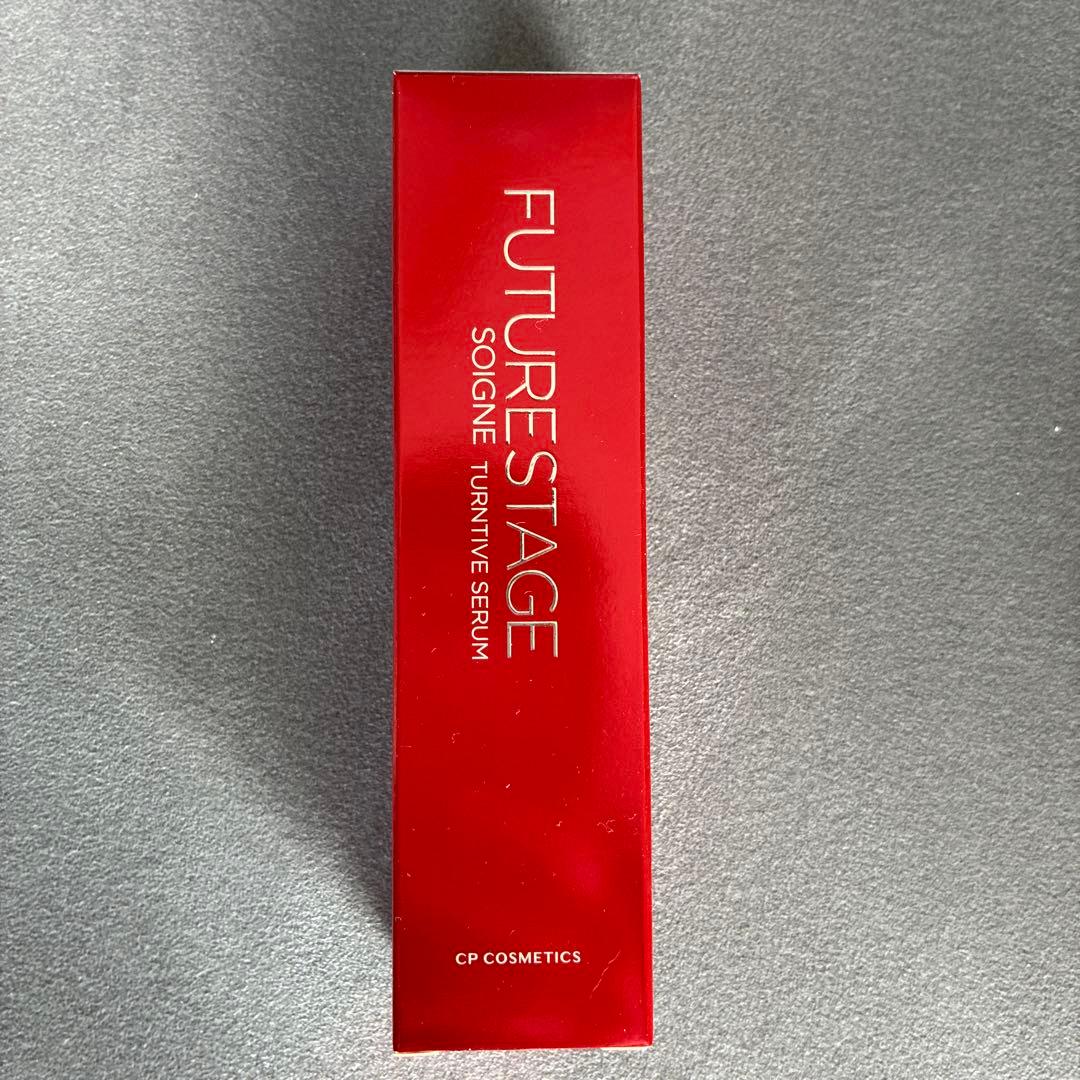 FUTURESTAGE
SOIGNE TURNTIVE SERUM
CP COSMETICS